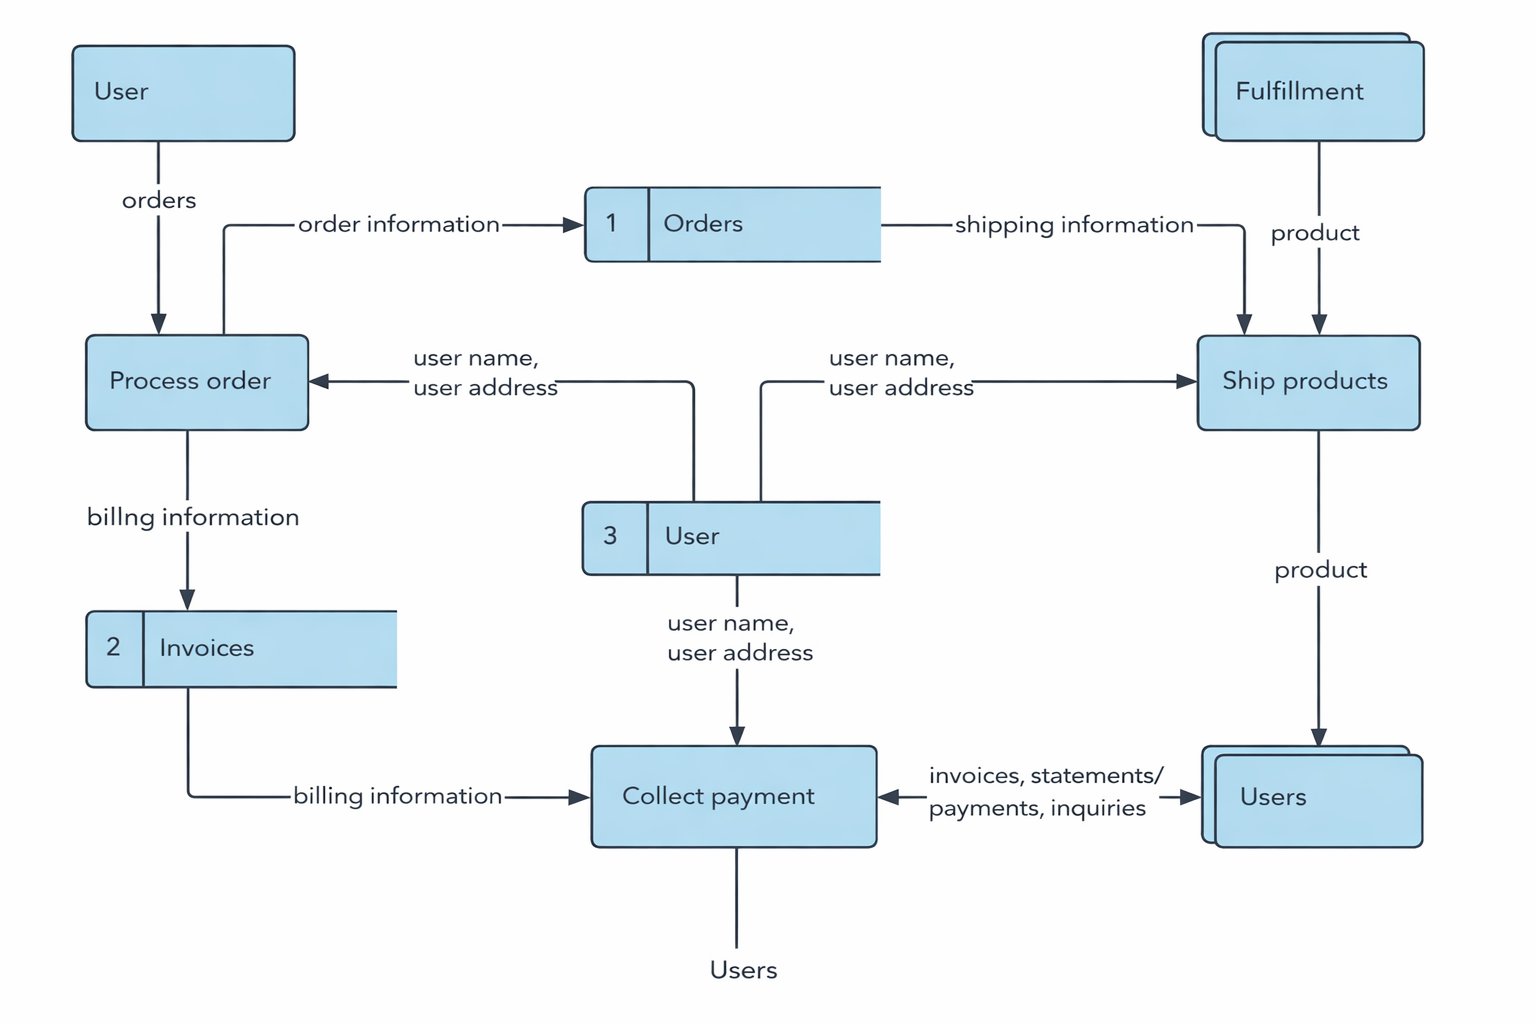 User
Fulfillment
orders
order information
1
Orders
shipping information
product
Process order
user name,
user address
user name,
user address
Ship products
billng information
3
User
product
2
Invoices
user name,
user address
billing information
Collect payment
invoices, statements/
payments, inquiries
Users
Users